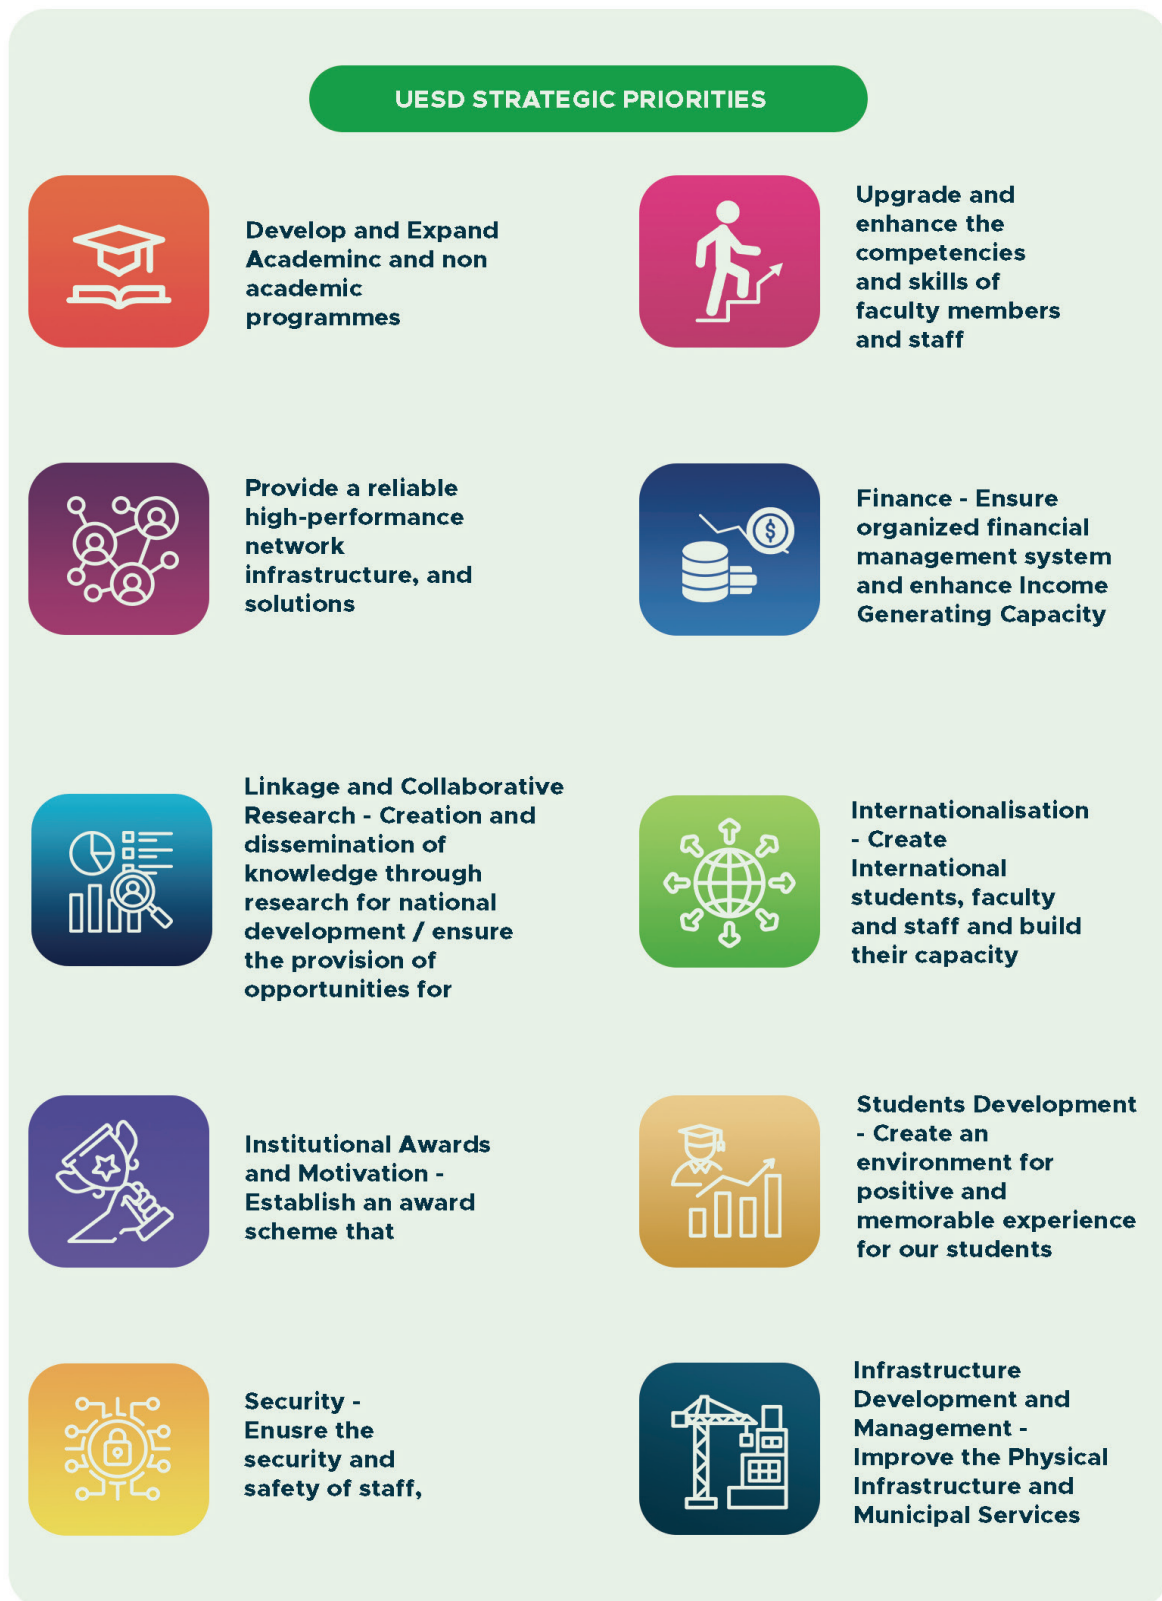 UESD STRATEGIC PRIORITIES
Develop and Expand
Academinc and non
academic
programmes
Upgrade and
enhance the
competencies
and skills of
faculty members
and staff
Provide a reliable
high-performance
network
infrastructure, and
solutions
Finance - Ensure
organized financial
management system
and enhance Income
Generating Capacity
Linkage and Collaborative
Research - Creation and
dissemination of
knowledge through
research for national
development / ensure
the provision of
opportunities for
Internationalisation
- Create
International
students, faculty
and staff and build
their capacity
Institutional Awards
and Motivation -
Establish an award
scheme that
Students Development
- Create an
environment for
positive and
memorable experience
for our students
Security -
Enusre the
security and
safety of staff,
Infrastructure
Development and
Management -
Improve the Physical
Infrastructure and
Municipal Services